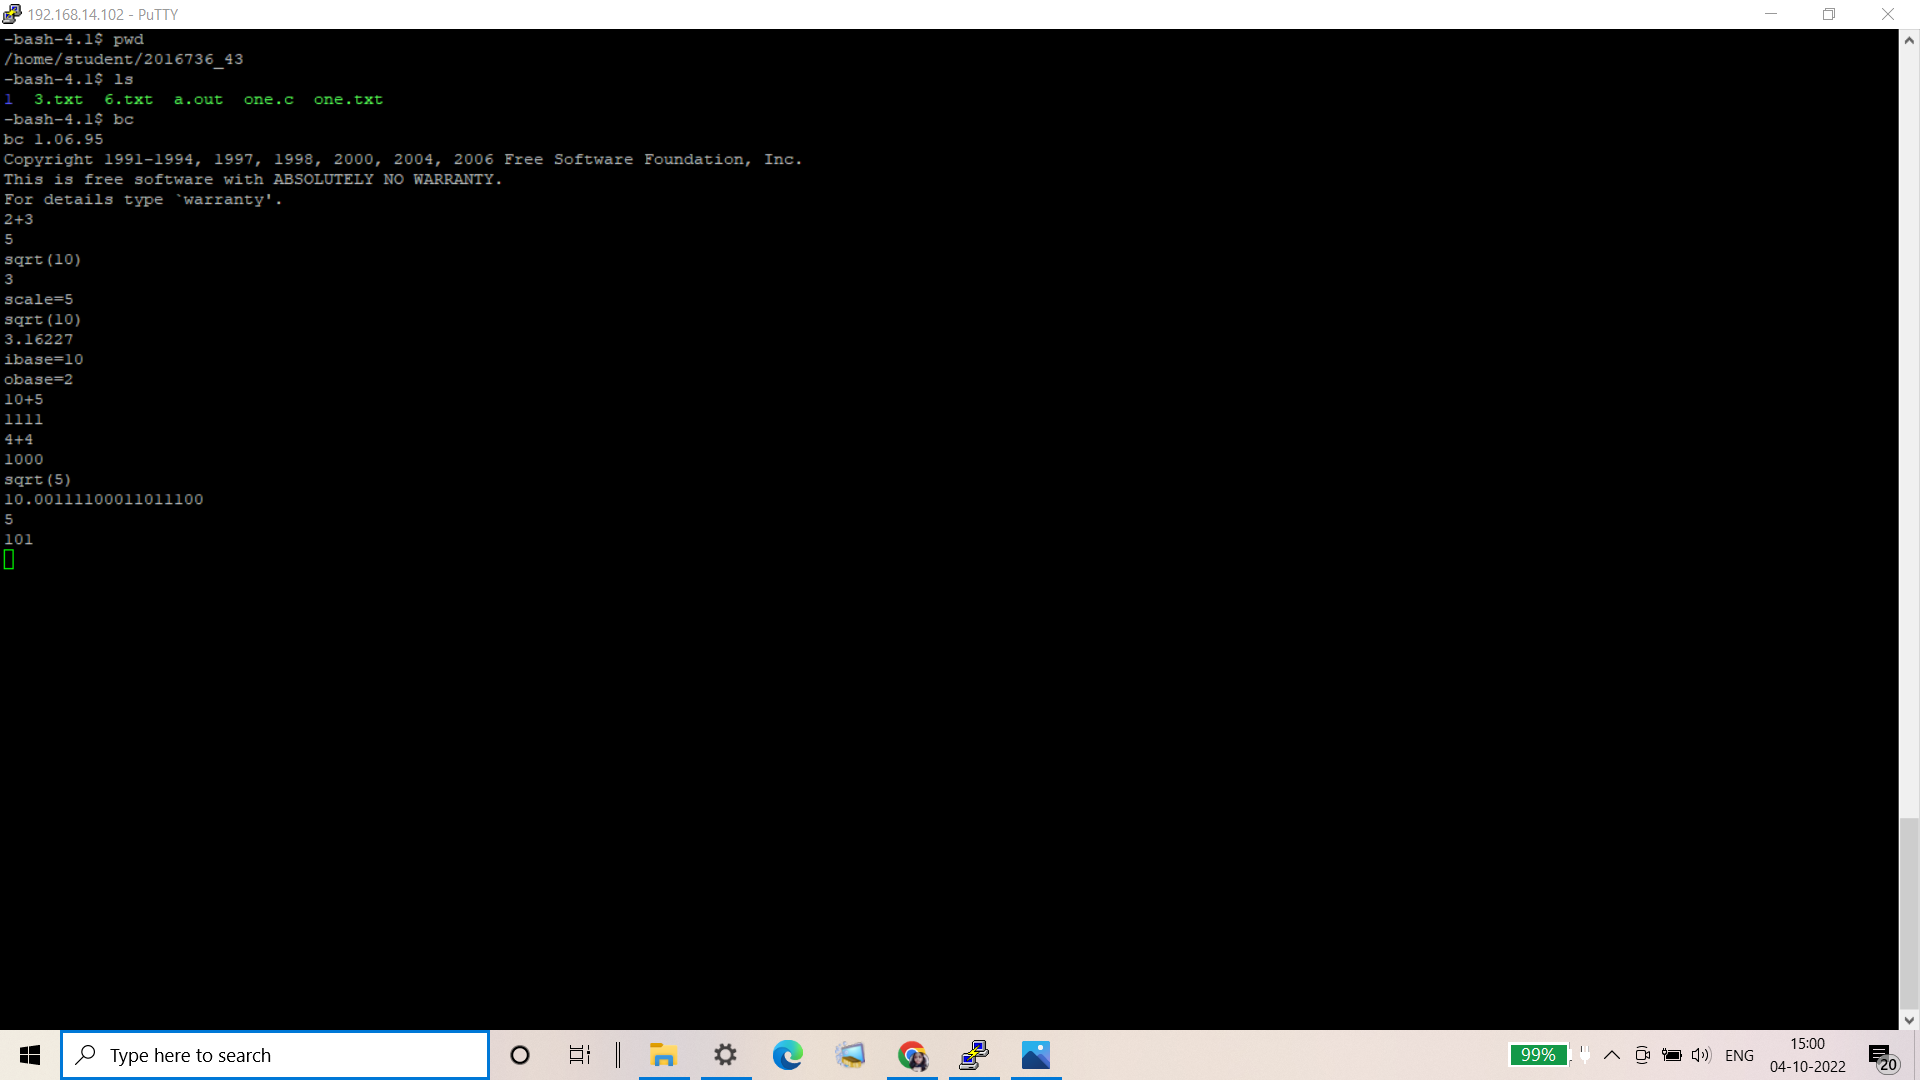 192.168.14.102 - PuTTY
-bash-4.1$ pwd
/home/student/2016736_43
-bash-4.1$ ls
1  3.txt  6.txt  a.out  one.c  one.txt
-bash-4.1$ bc
bc 1.06.95
Copyright 1991-1994, 1997, 1998, 2000, 2004, 2006 Free Software Foundation, Inc.
This is free software with ABSOLUTELY NO WARRANTY.
For details type `warranty'.
2+3
5
sqrt(10)
3
scale=5
sqrt(10)
3.16227
ibase=10
obase=2
10+5
1111
4+4
1000
sqrt(5)
10.00111100011011100
5
101
Type here to search
99%
ENG
15:00
04-10-2022
20